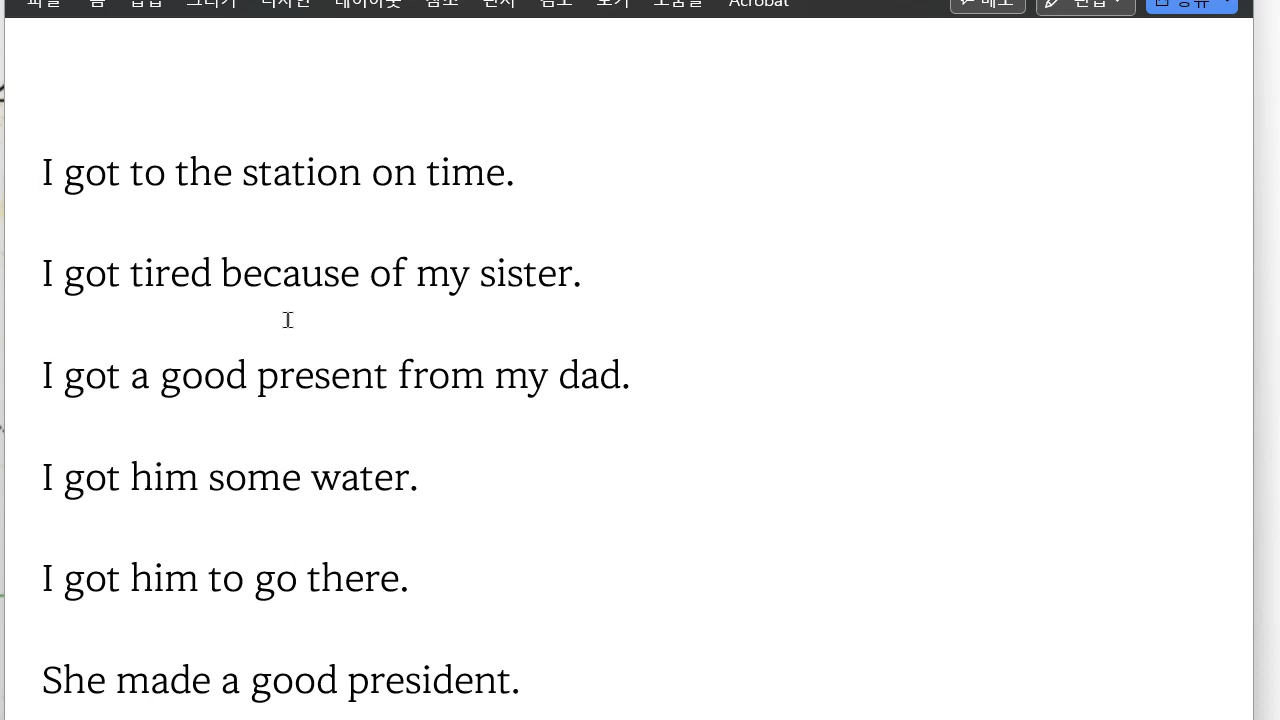 Acrobat
I got to the station on time.
I got tired because of my sister.
I got a good present from my dad.
I got him some water.
I got him to go there.
She made a good president.